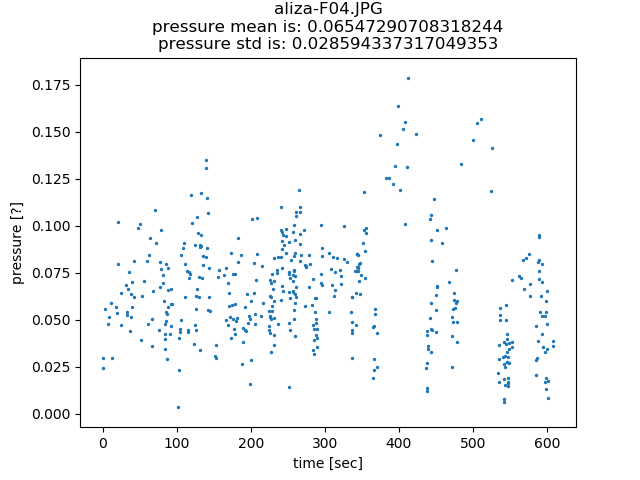 aliza-F04.JPG
pressure mean is: 0.06547290708318244
pressure std is: 0.028594337317049353
0.175
0.150
0.125
0.100
0.075
0.050
0.025
0.000
pressure [?]
0 100 200 300 400 500 600
time [sec]